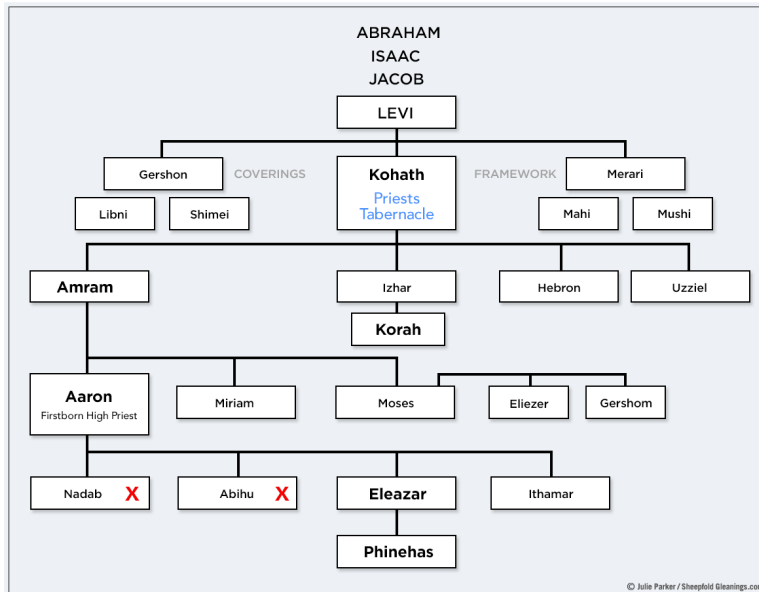 ABRAHAM
ISAAC
JACOB
LEVI
Gershon
COVERINGS
Kohath
Priests
Tabernacle
FRAMEWORK
Merari
Libni
Shimei
Mahi
Mushi
Amram
Izhar
Hebron
Uzziel
Korah
Aaron
Firstborn High Priest
Miriam
Moses
Eliezer
Gershom
Nadab X
Abihu X
Eleazar
Ithamar
Phinehas
© Julie Parker / Sheepfold Gleanings.com